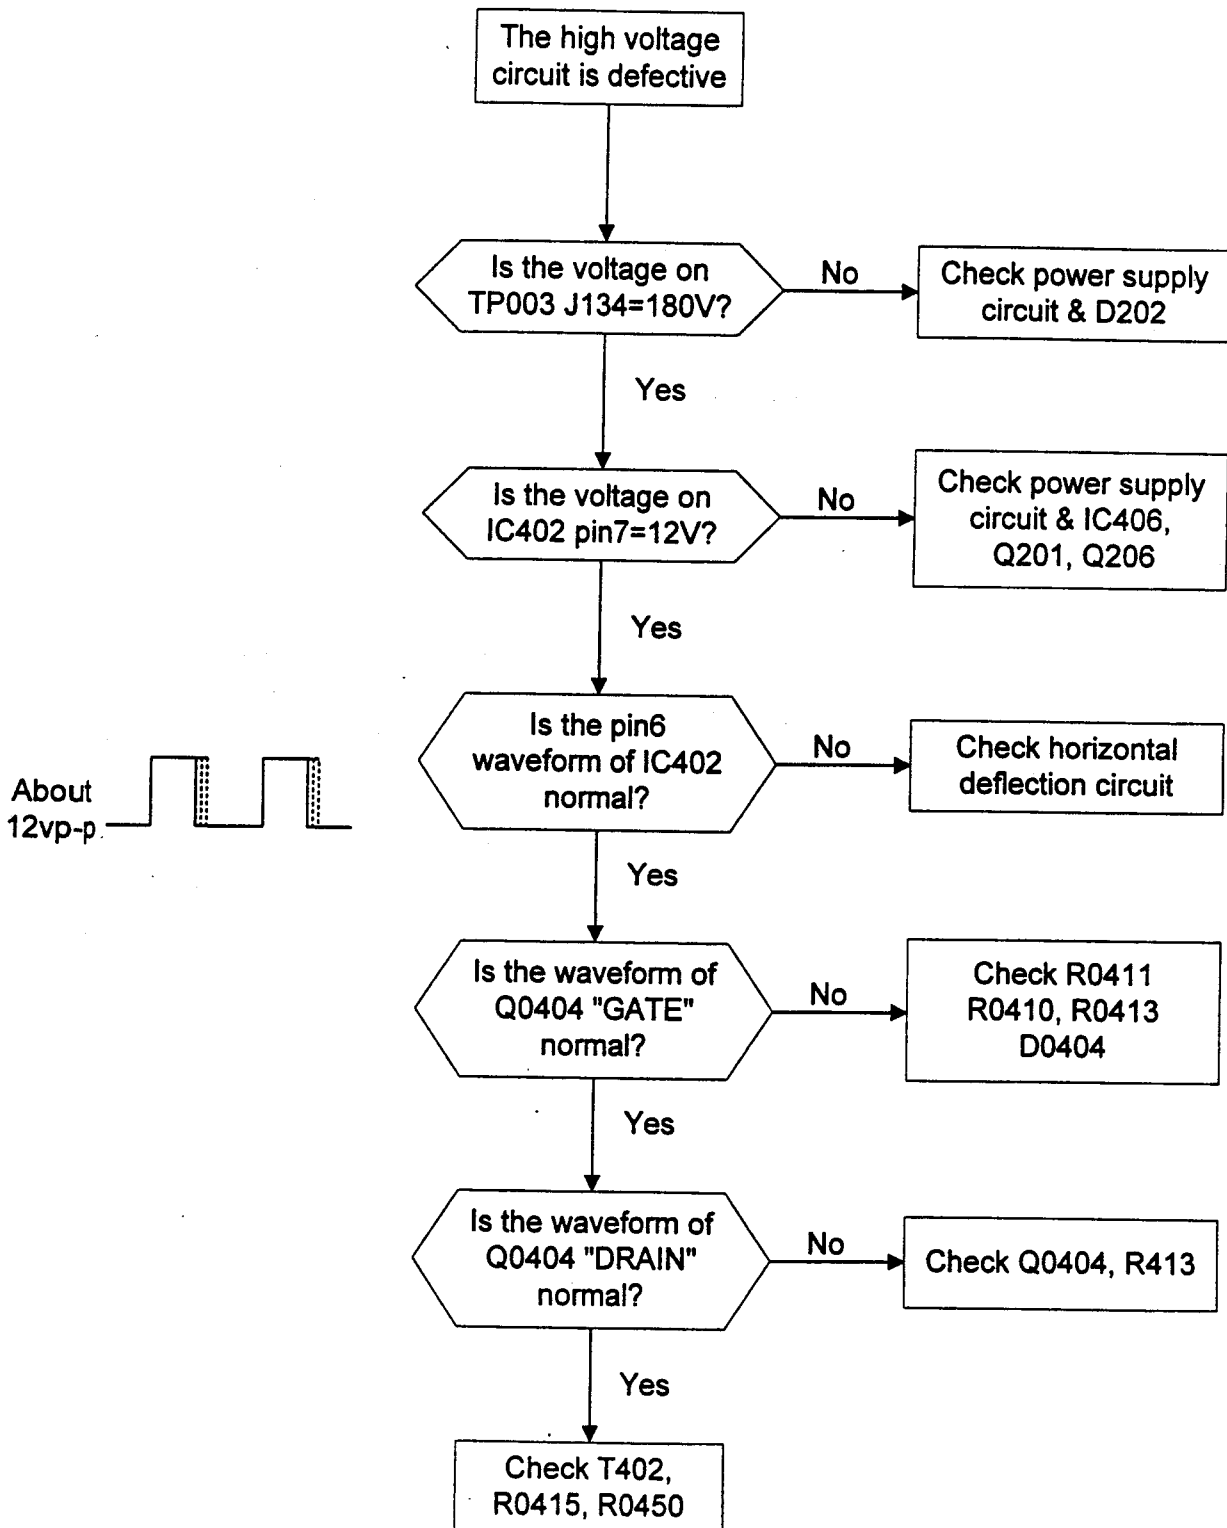 The high voltage
circuit is defective
Is the voltage on
TP003 J134=180V?
No
Check power supply
circuit & D202
Yes
Is the voltage on
IC402 pin7=12V?
No
Check power supply
circuit & IC406,
Q201, Q206
Yes
Is the pin6
waveform of IC402
normal?
No
Check horizontal
deflection circuit
About
12vp-p
Yes
Is the waveform of
Q0404 "GATE"
normal?
No
Check R0411
R0410, R0413
D0404
Yes
Is the waveform of
Q0404 "DRAIN"
normal?
No
Check Q0404, R413
Yes
Check T402,
R0415, R0450